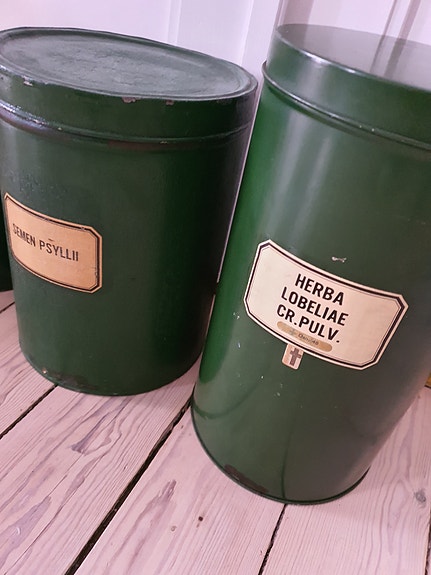 SEMEN PSYLLII
HERBA
LOBELIAE
CR.PULV.